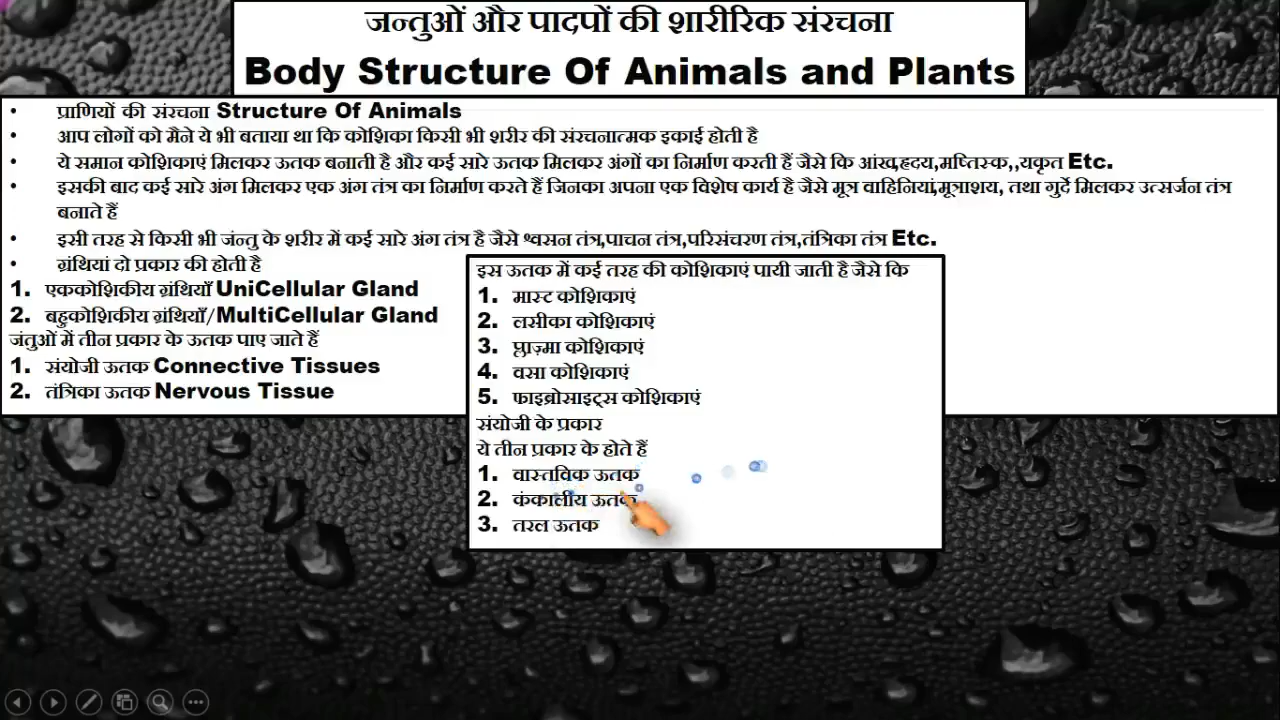 जन्तुओं और पादपों की शारीरिक संरचना
Body Structure Of Animals and Plants
• प्राणियों की संरचना Structure Of Animals
• आप लोगों को मैने ये भी बताया था कि कोशिका किसी भी शरीर की संरचनात्मक इकाई होती है
• ये समान कोशिकाएं मिलकर ऊतक बनाती है और कई सारे ऊतक मिलकर अंगों का निर्माण करती हैं जैसे कि आंख,हृदय,मष्तिस्क,,यकृत Etc.
• इसकी बाद कई सारे अंग मिलकर एक अंग तंत्र का निर्माण करते हैं जिनका अपना एक विशेष कार्य है जैसे मूत्र वाहिनियां,मूत्राशय, तथा गुर्दे मिलकर उत्सर्जन तंत्र
बनाते हैं
• इसी तरह से किसी भी जंन्तु के शरीर में कई सारे अंग तंत्र है जैसे श्वसन तंत्र,पाचन तंत्र,परिसंचरण तंत्र,तंत्रिका तंत्र Etc.
• ग्रंथियां दो प्रकार की होती है
1. एककोशिकीय ग्रंथियाँ UniCellular Gland
2. बहुकोशिकीय ग्रंथियाँ/MultiCellular Gland
जंतुओं में तीन प्रकार के ऊतक पाए जाते हैं
1. संयोजी ऊतक Connective Tissues
2. तंत्रिका ऊतक Nervous Tissue
इस ऊतक में कई तरह की कोशिकाएं पायी जाती है जैसे कि
1. मास्ट कोशिकाएं
2. लसीका कोशिकाएं
3. प्लाज़्मा कोशिकाएं
4. वसा कोशिकाएं
5. फाइब्रोसाइट्स कोशिकाएं
संयोजी के प्रकार
ये तीन प्रकार के होते हैं
1. वास्तविक ऊतक
2. कंकालीय ऊतक
3. तरल ऊतक